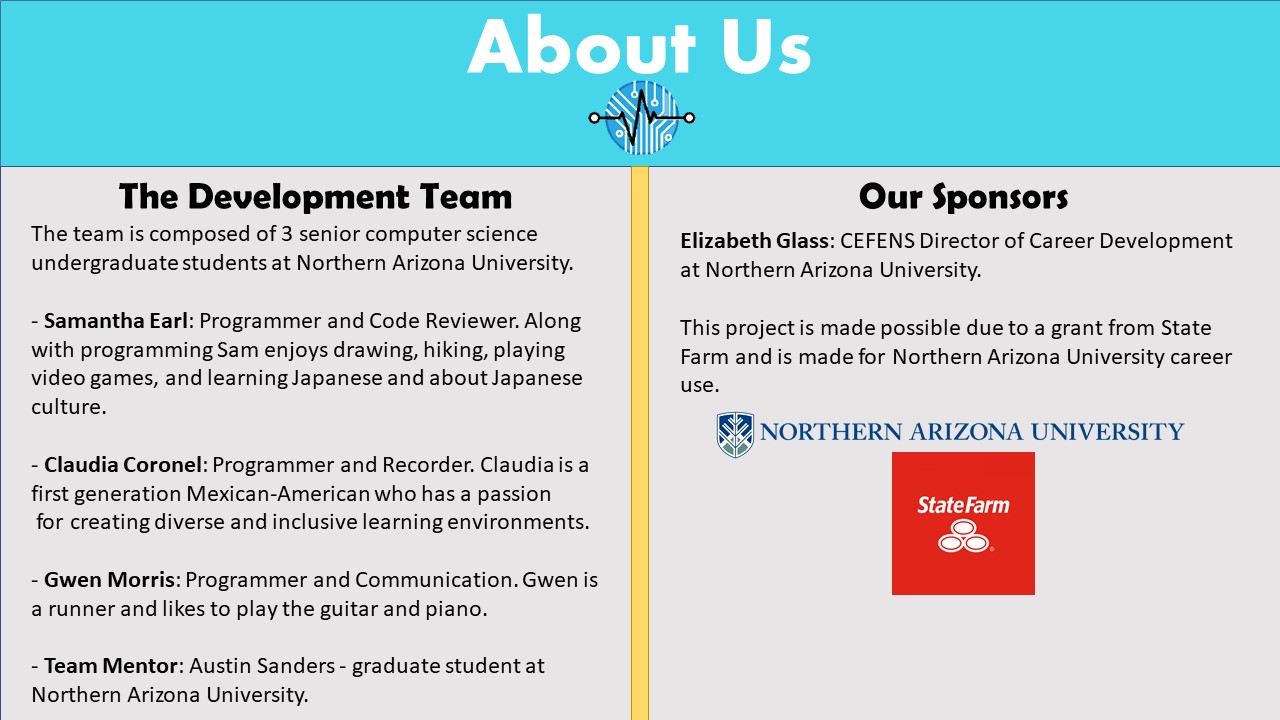 About Us
The Development Team
The team is composed of 3 senior computer science
undergraduate students at Northern Arizona University.
- Samantha Earl: Programmer and Code Reviewer. Along
with programming Sam enjoys drawing, hiking, playing
video games, and learning Japanese and about Japanese
culture.
- Claudia Coronel: Programmer and Recorder. Claudia is a
first generation Mexican-American who has a passion
for creating diverse and inclusive learning environments.
- Gwen Morris: Programmer and Communication. Gwen is
a runner and likes to play the guitar and piano.
- Team Mentor: Austin Sanders - graduate student at
Northern Arizona University.
Our Sponsors
Elizabeth Glass: CEFENS Director of Career Development
at Northern Arizona University.
This project is made possible due to a grant from State
Farm and is made for Northern Arizona University career
use.
NORTHERN ARIZONA UNIVERSITY
StateFarm
®